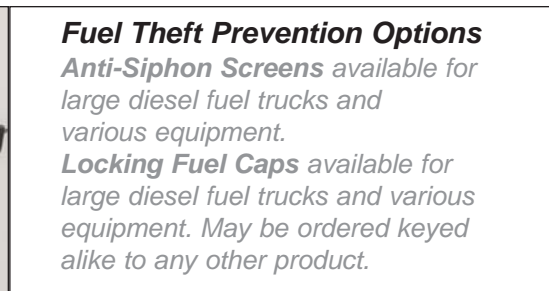 Fuel Theft Prevention Options
Anti-Siphon Screens available for
large diesel fuel trucks and
various equipment.
Locking Fuel Caps available for
large diesel fuel trucks and various
equipment. May be ordered keyed
alike to any other product.